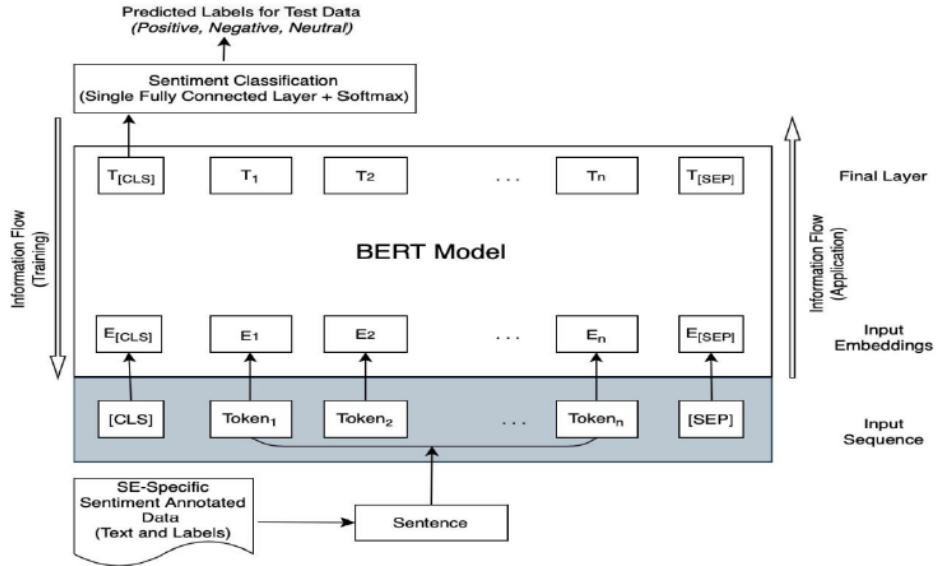 Predicted Labels for Test Data
(Positive, Negative, Neutral)
Sentiment Classification
(Single Fully Connected Layer + Softmax)
T[CLS]
T1
T2
. . .
Tn
T[SEP]
Final Layer
Information Flow
(Training)
BERT Model
Information Flow
(Application)
E[CLS]
E1
E2
...
En
E[SEP]
Input
Embeddings
[CLS]
Token1
Token2
...
Tokenn
[SEP]
Input
Sequence
SE-Specific
Sentiment Annotated
Data
(Text and Labels)
Sentence